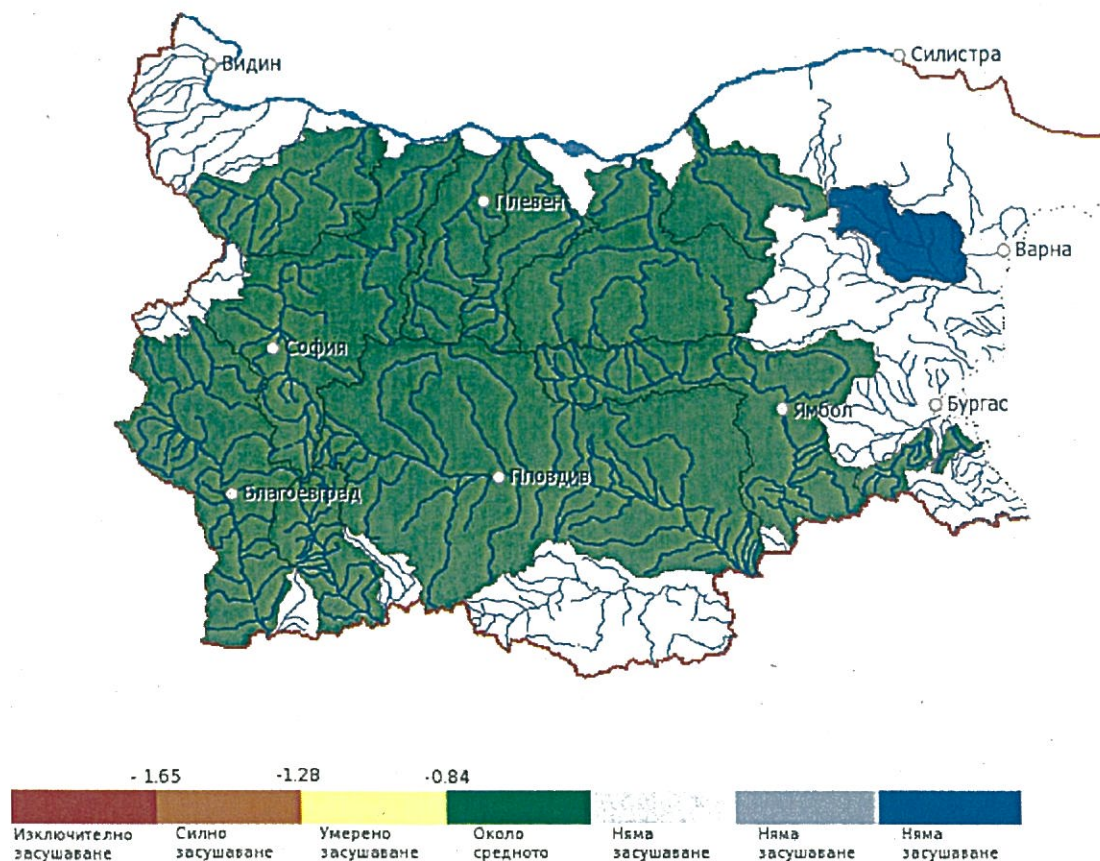 Видин
Силистра
Плевен
Варна
София
Ямбол
Бургас
Пловдив
Благоевград
- 1.65
-1.28
-0.84
Изключително засушаване
Силно засушаване
Умерено засушаване
Около средното
Няма засушаване
Няма засушаване
Няма засушаване